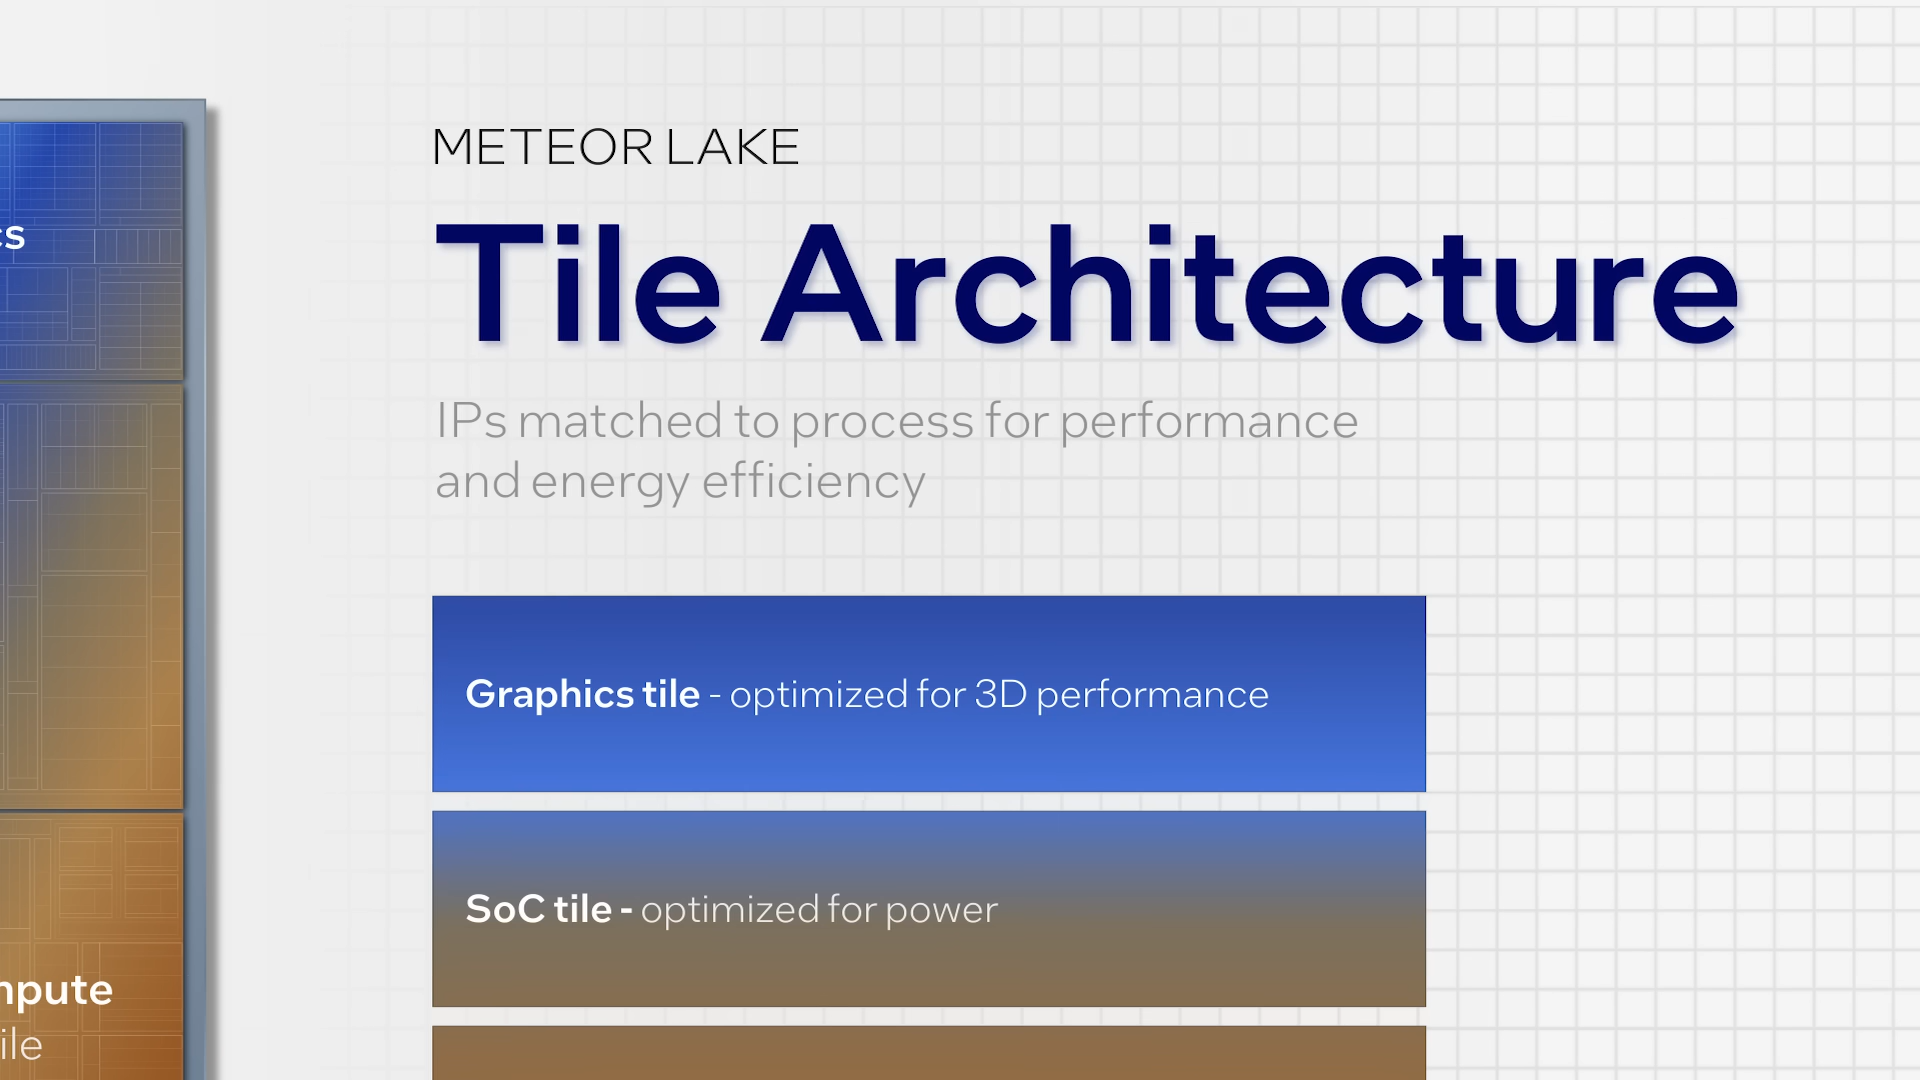 METEOR LAKE
Tile Architecture
IPs matched to process for performance
and energy efficiency
Graphics tile - optimized for 3D performance
SoC tile - optimized for power